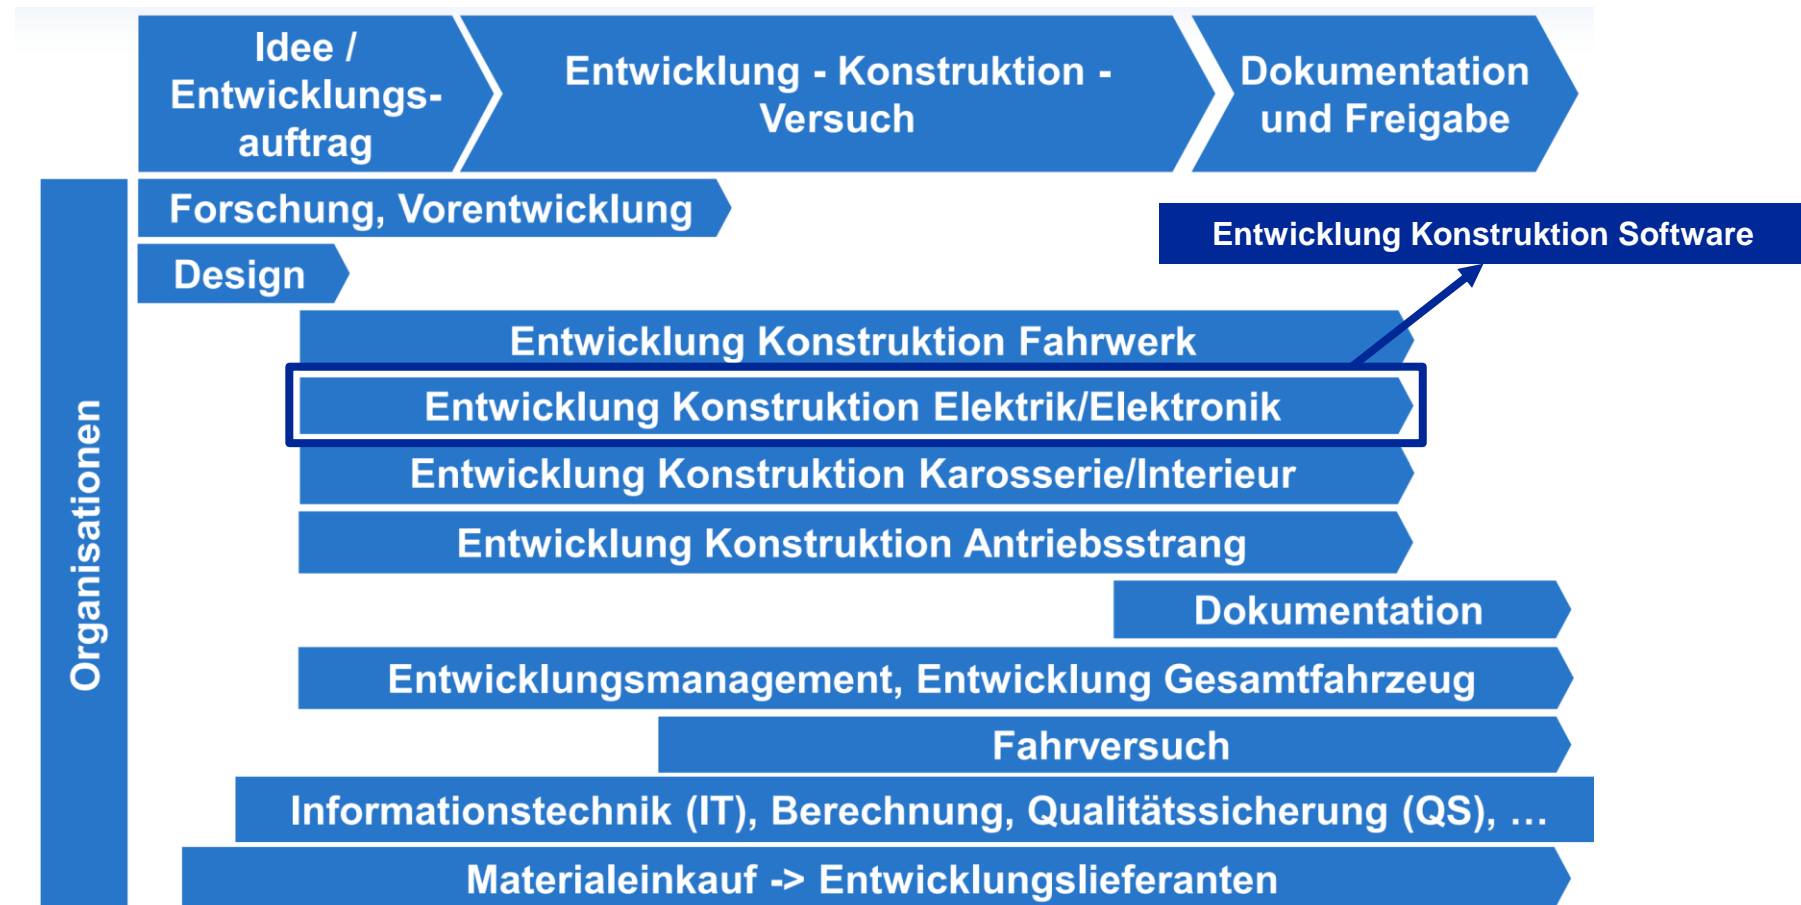 Idee /
Entwicklungs-
auftrag
Entwicklung - Konstruktion -
Versuch
Dokumentation
und Freigabe
Organisationen
Forschung, Vorentwicklung
Entwicklung Konstruktion Software
Design
Entwicklung Konstruktion Fahrwerk
Entwicklung Konstruktion Elektrik/Elektronik
Entwicklung Konstruktion Karosserie/Interieur
Entwicklung Konstruktion Antriebsstrang
Dokumentation
Entwicklungsmanagement, Entwicklung Gesamtfahrzeug
Fahrversuch
Informationstechnik (IT), Berechnung, Qualitätssicherung (QS), …
Materialeinkauf -> Entwicklungslieferanten